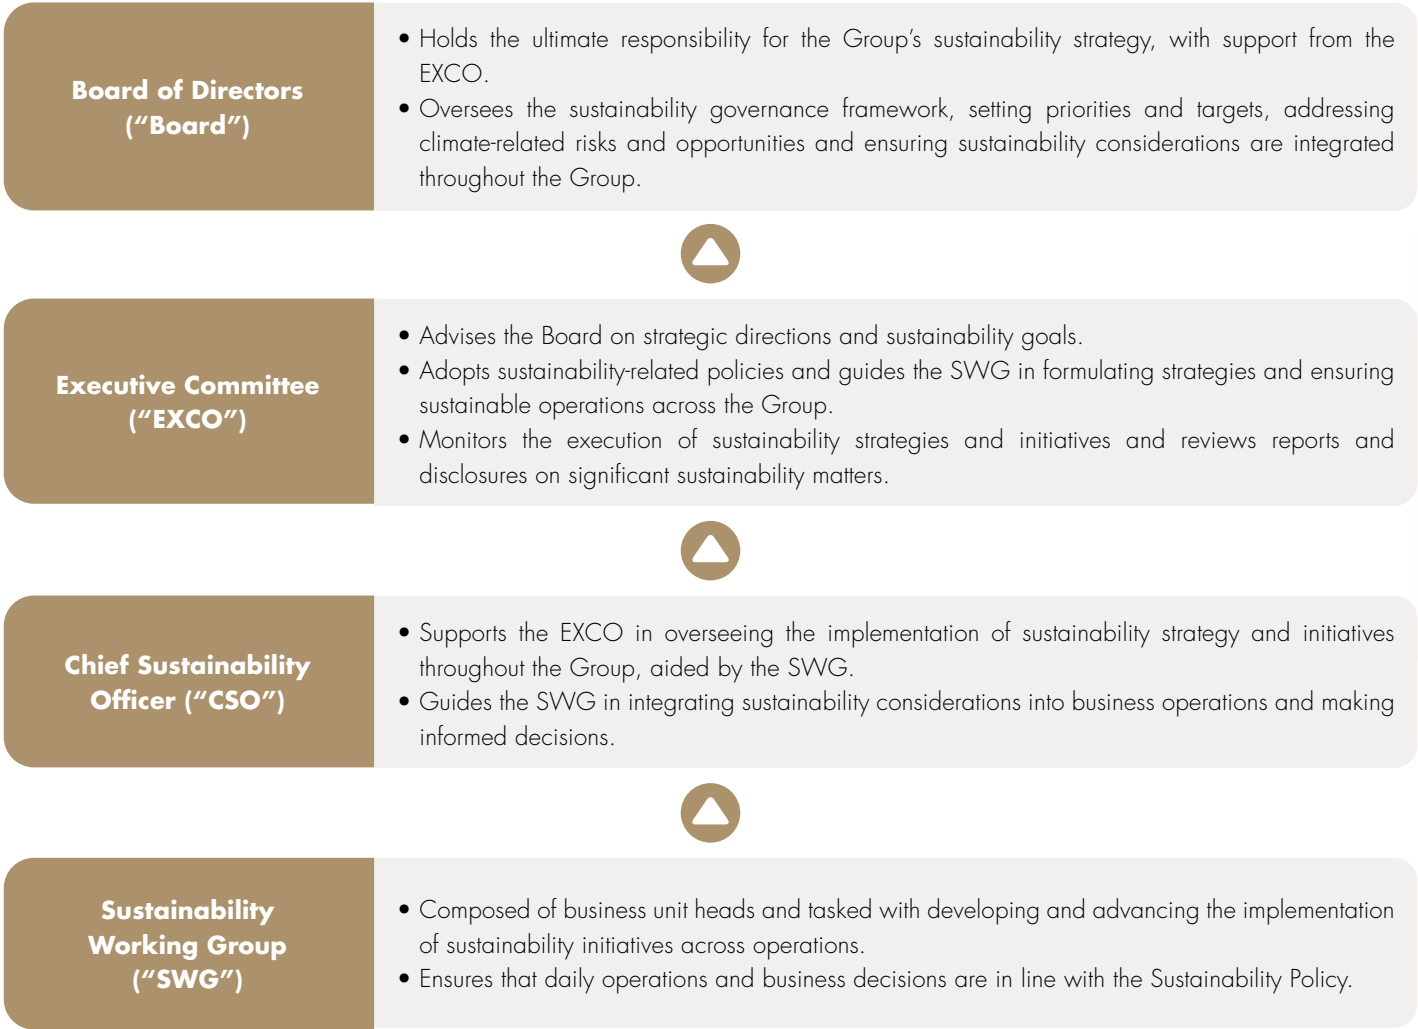 Board of Directors
(“Board”)
• Holds the ultimate responsibility for the Group’s sustainability strategy, with support from the
EXCO.
• Oversees the sustainability governance framework, setting priorities and targets, addressing
climate-related risks and opportunities and ensuring sustainability considerations are integrated
throughout the Group.
Executive Committee
(“EXCO”)
• Advises the Board on strategic directions and sustainability goals.
• Adopts sustainability-related policies and guides the SWG in formulating strategies and ensuring
sustainable operations across the Group.
• Monitors the execution of sustainability strategies and initiatives and reviews reports and
disclosures on significant sustainability matters.
Chief Sustainability
Officer (“CSO”)
• Supports the EXCO in overseeing the implementation of sustainability strategy and initiatives
throughout the Group, aided by the SWG.
• Guides the SWG in integrating sustainability considerations into business operations and making
informed decisions.
Sustainability
Working Group
(“SWG”)
• Composed of business unit heads and tasked with developing and advancing the implementation
of sustainability initiatives across operations.
• Ensures that daily operations and business decisions are in line with the Sustainability Policy.